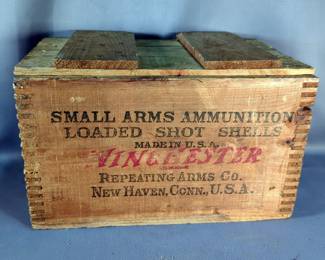 SMALL ARMS AMMUNITION
LOADED SHOT SHELLS
MADE IN U.S.A.
WINCHESTER
REPEATING ARMS CO.
NEW HAVEN, CONN., U.S.A.